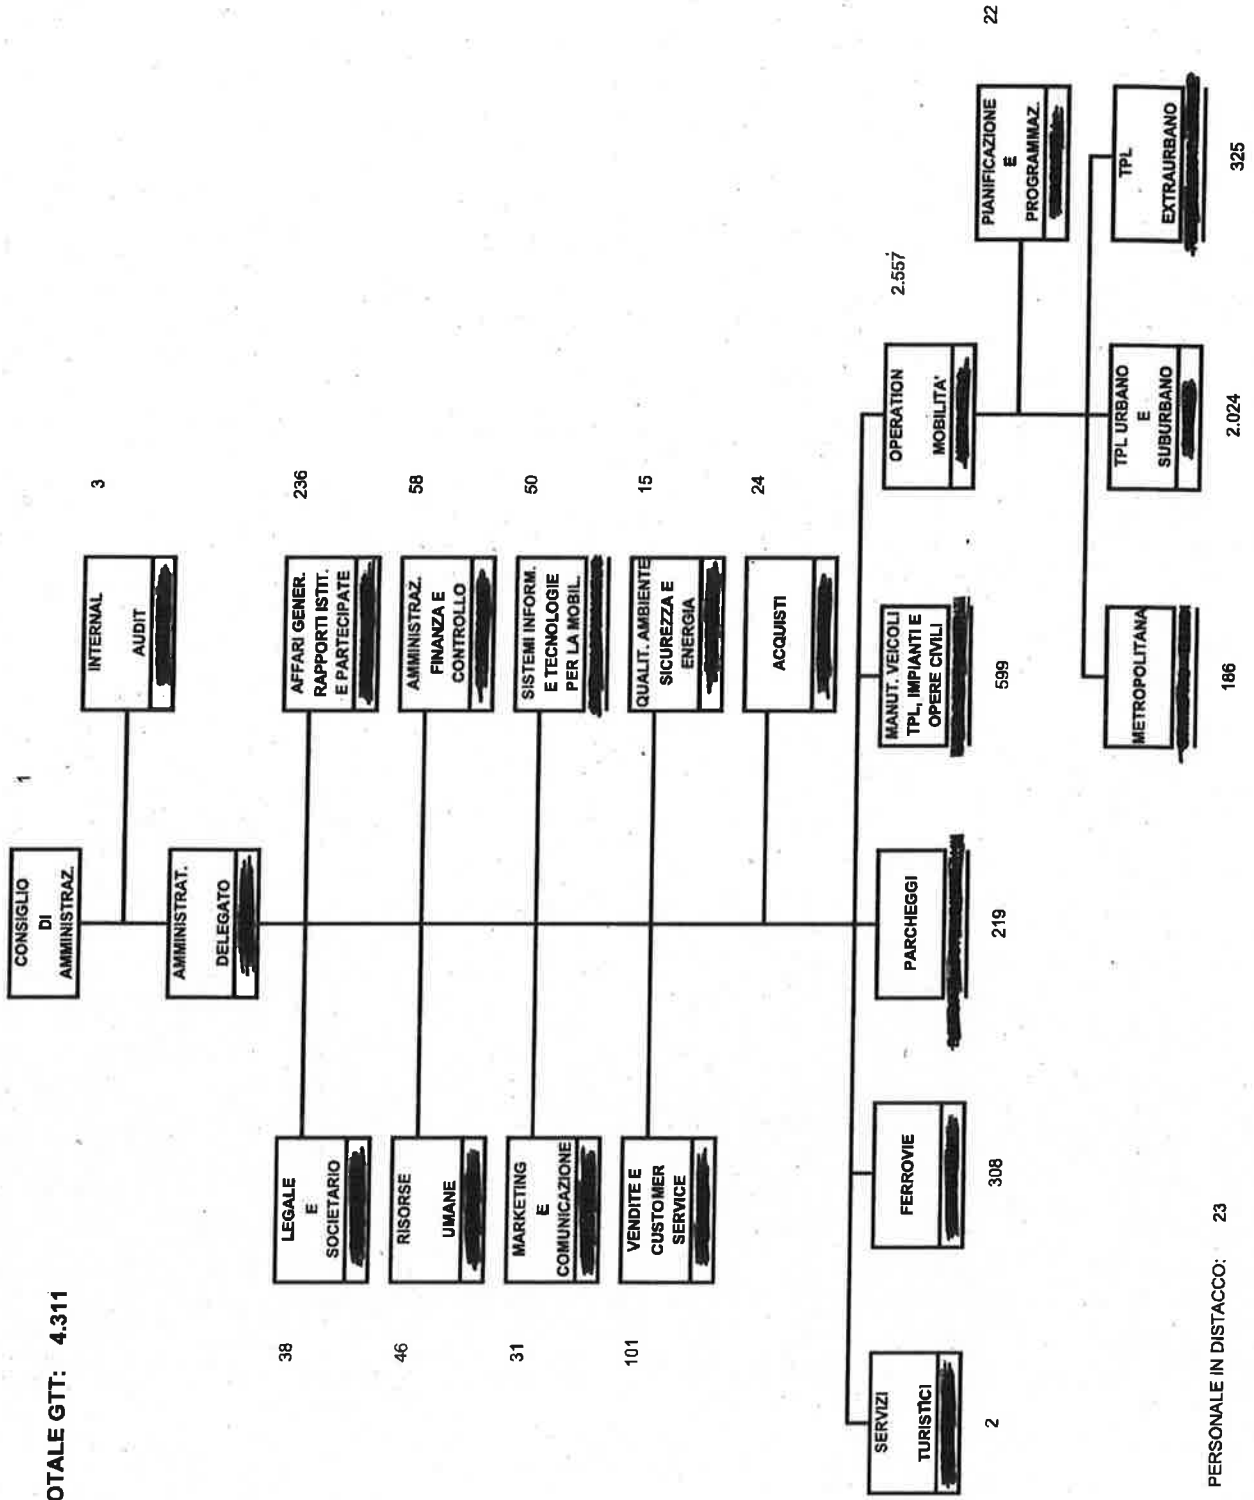 OTALE GTT: 4.311
CONSIGLIO
DI
AMMINISTRAZ.
1
INTERNAL
AUDIT
3
AMMINISTRAT.
DELEGATO
38
LEGALE
E
SOCIETARIO
AFFARI GENER.
RAPPORTI ISTIT.
E PARTECIPATE
236
46
RISORSE
UMANE
AMMINISTRAZ.
FINANZA E
CONTROLLO
58
31
MARKETING
E
COMUNICAZIONE
SISTEMI INFORM.
E TECNOLOGIE
PER LA MOBIL.
50
101
VENDITE E
CUSTOMER
SERVICE
QUALIT. AMBIENTE
SICUREZZA E
ENERGIA
15
ACQUISTI
24
SERVIZI
TURISTICI
2
FERROVIE
308
PARCHEGGI
219
MANUT. VEICOLI
TPL, IMPIANTI E
OPERE CIVILI
599
OPERATION
MOBILITA'
2.557
PIANIFICAZIONE
E
PROGRAMMAZ.
22
METROPOLITANA
186
TPL URBANO
E
SUBURBANO
2.024
TPL
EXTRAURBANO
325
PERSONALE IN DISTACCO: 23